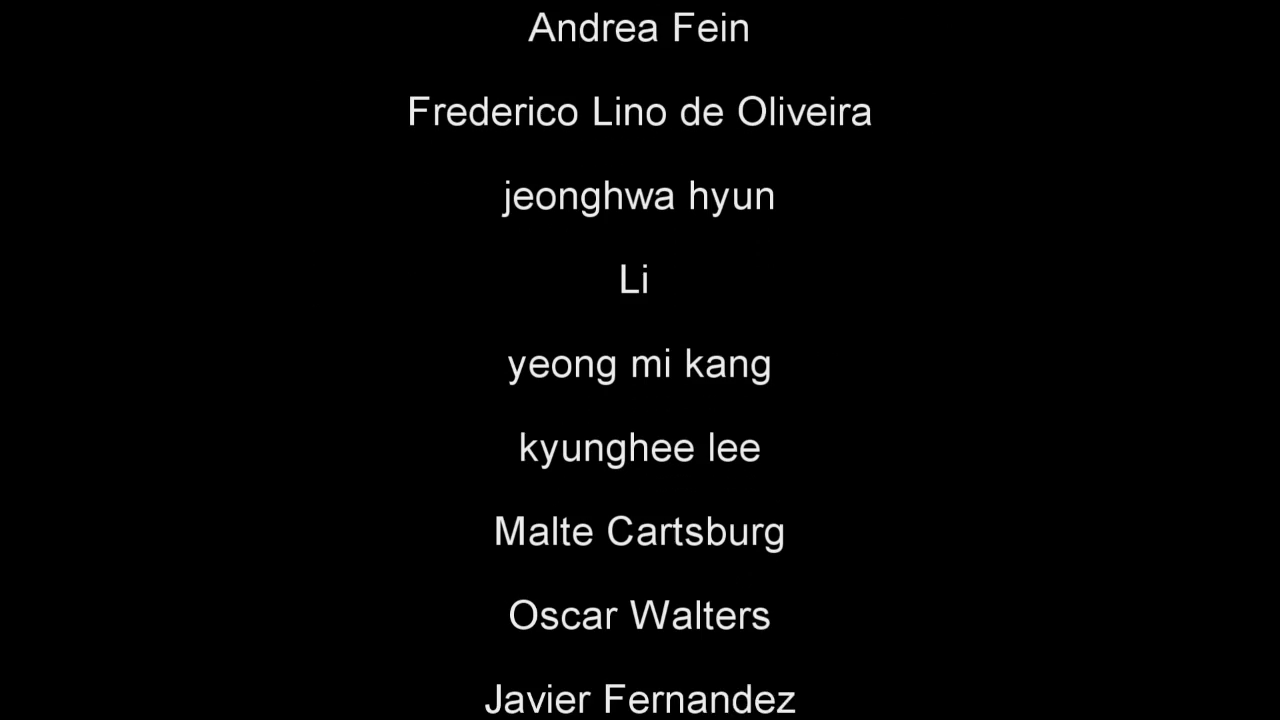 Andrea Fein
Frederico Lino de Oliveira
jeonghwa hyun
Li
yeong mi kang
kyunghee lee
Malte Cartsburg
Oscar Walters
Javier Fernandez